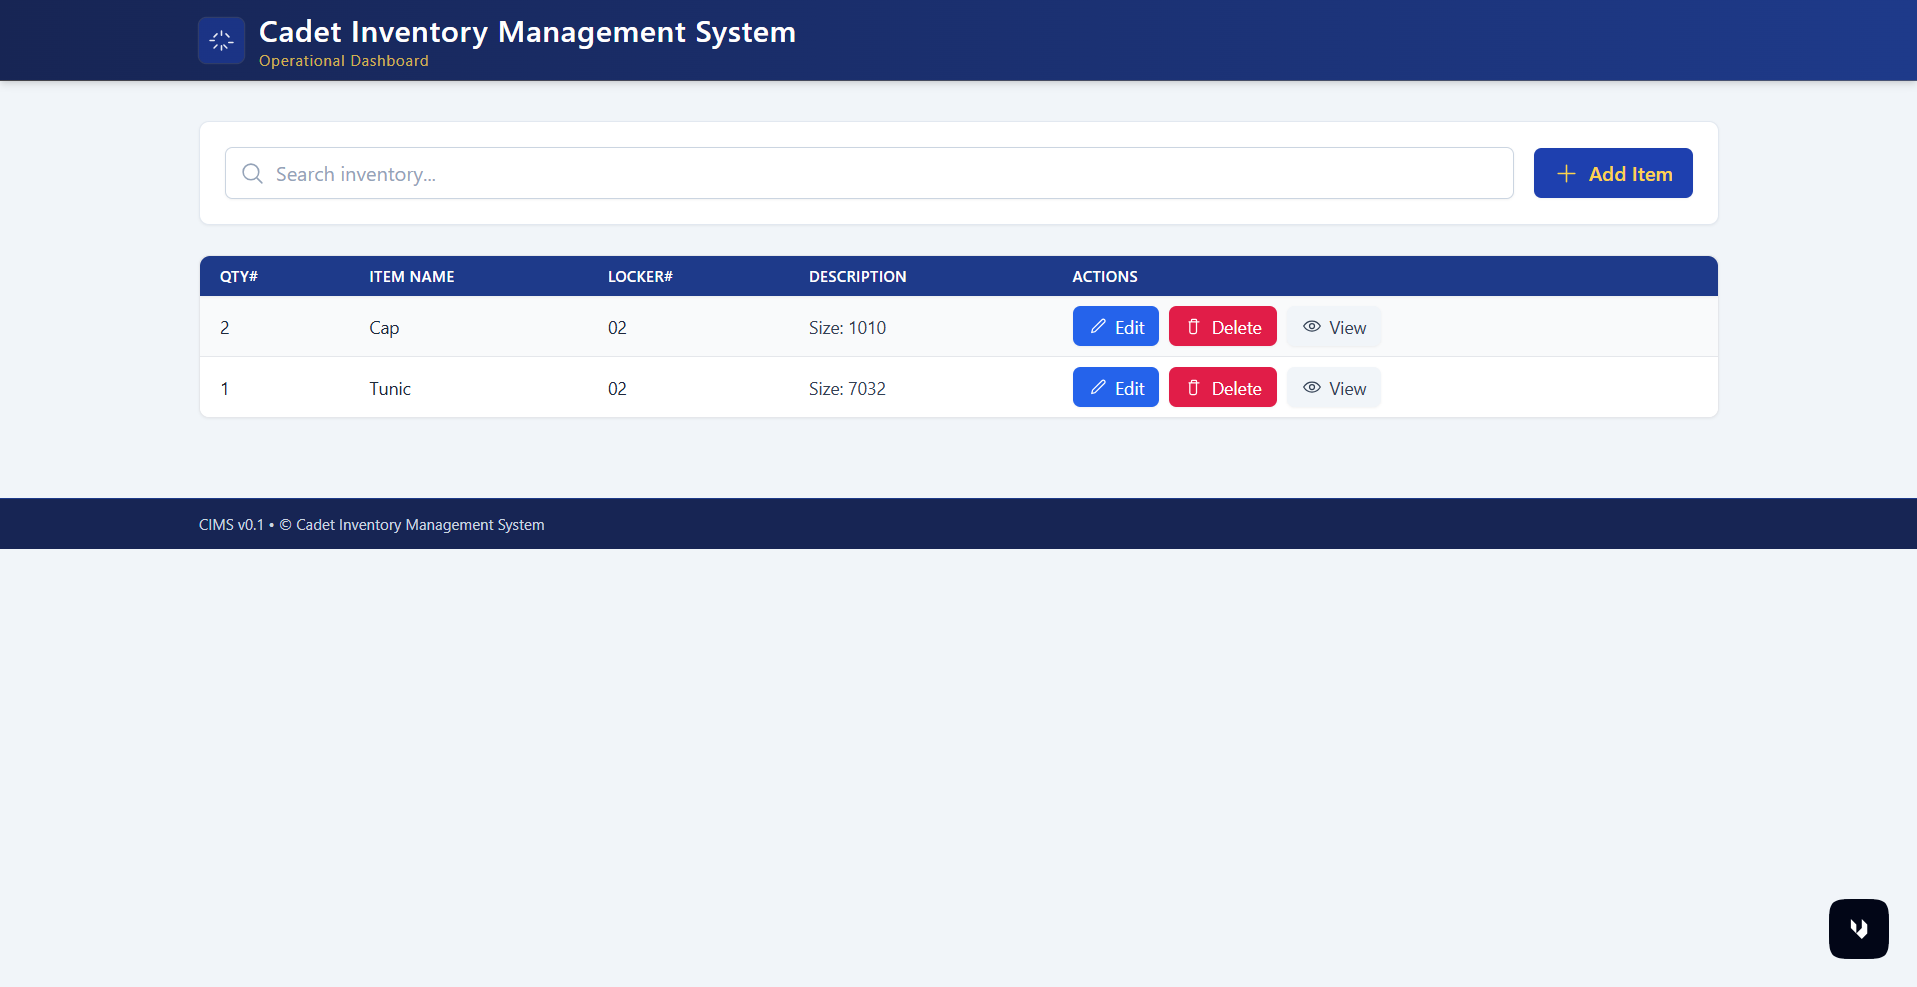 Cadet Inventory Management System
Operational Dashboard
Search inventory...
Add Item
QTY# ITEM NAME LOCKER# DESCRIPTION ACTIONS
2 Cap 02 Size: 1010 Edit Delete View
1 Tunic 02 Size: 7032 Edit Delete View
CIMS v0.1 • © Cadet Inventory Management System